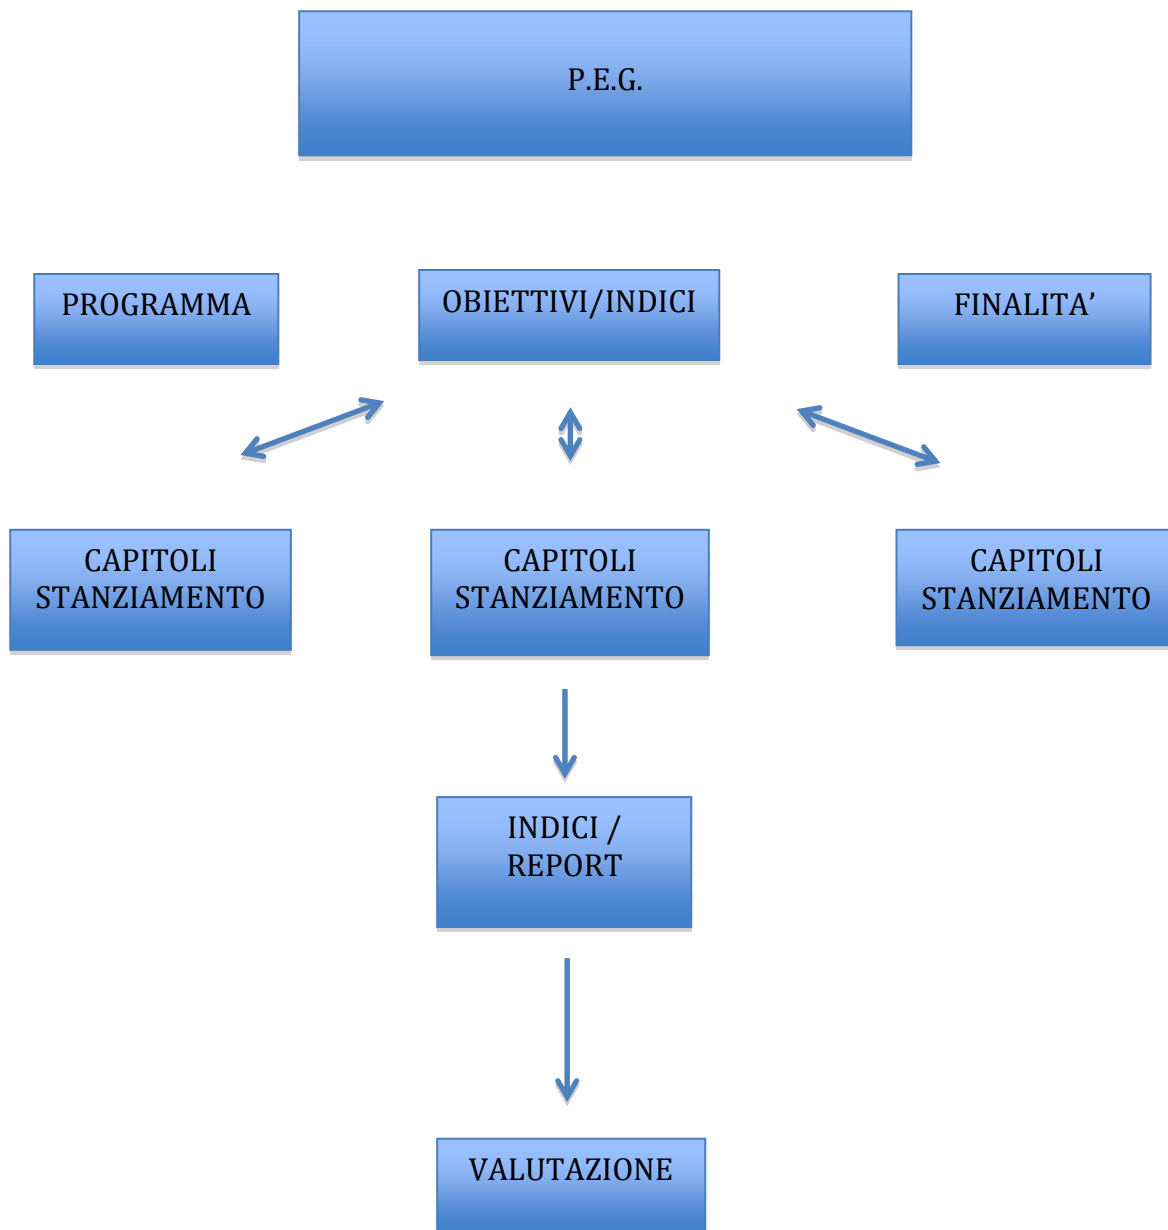 P.E.G.
PROGRAMMA
OBIETTIVI/INDICI
FINALITA’
CAPITOLI
STANZIAMENTO
CAPITOLI
STANZIAMENTO
CAPITOLI
STANZIAMENTO
INDICI /
REPORT
VALUTAZIONE